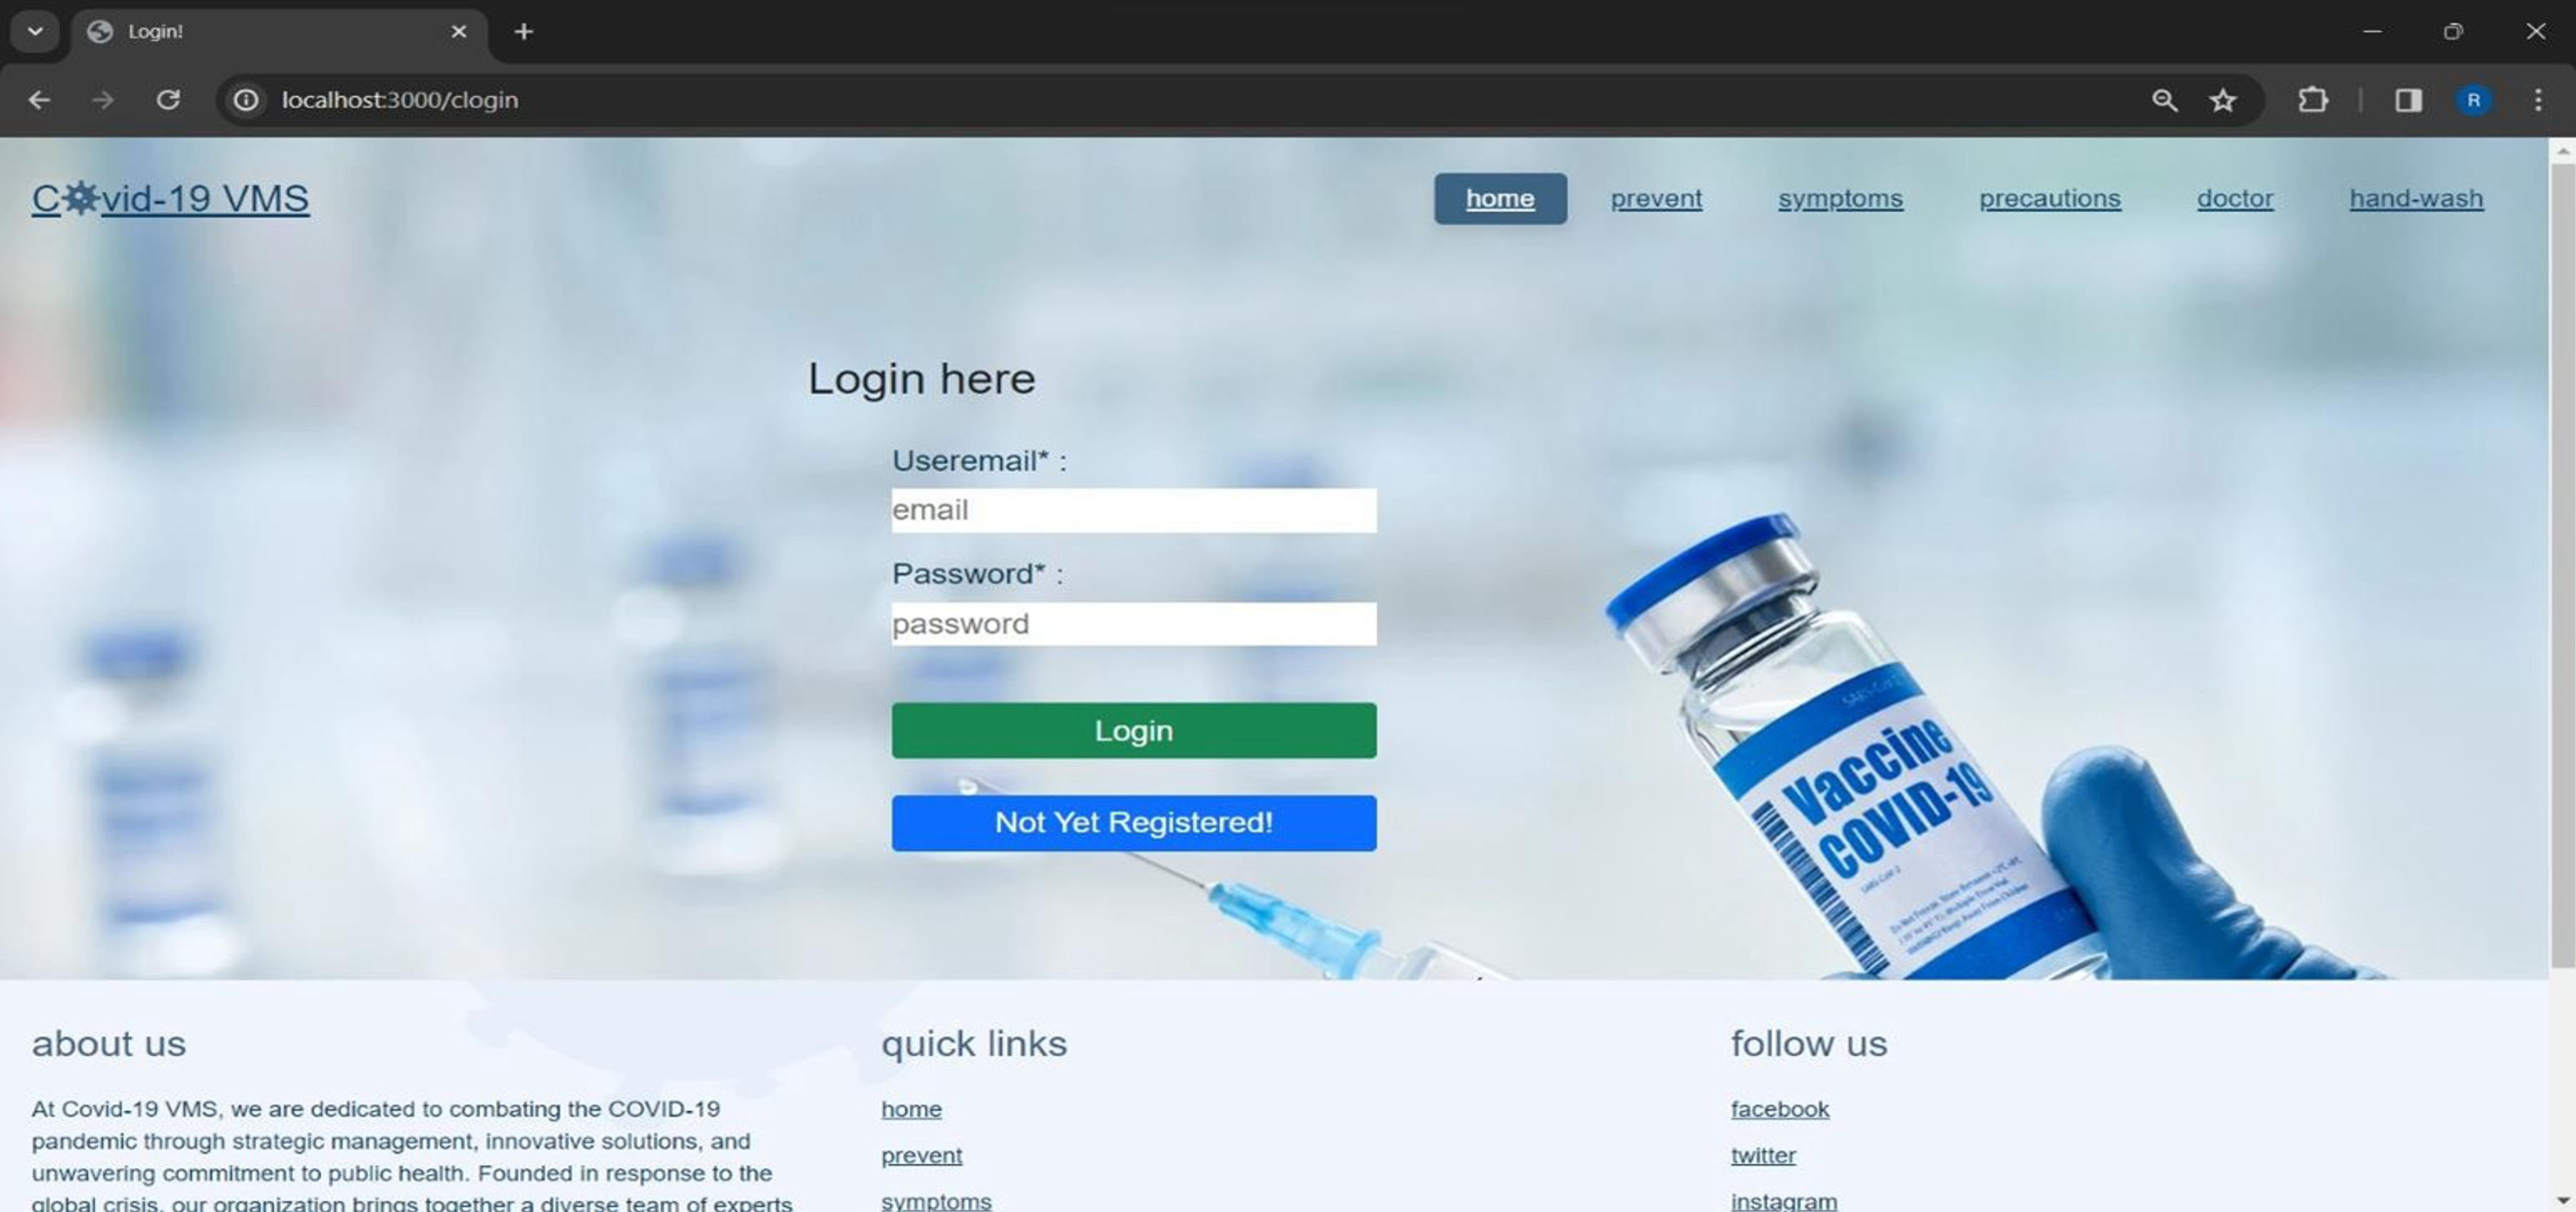 Login!
localhost:3000/clogin
R
C vid-19 VMS
home prevent symptoms precautions doctor hand-wash
Login here
Useremail* :
email
Password* :
password
Login
Not Yet Registered!
Vaccine
COVID-19
about us
At Covid-19 VMS, we are dedicated to combating the COVID-19
pandemic through strategic management, innovative solutions, and
unwavering commitment to public health. Founded in response to the
global crisis, our organization brings together a diverse team of experts
quick links
home
prevent
symptoms
follow us
facebook
twitter
instagram